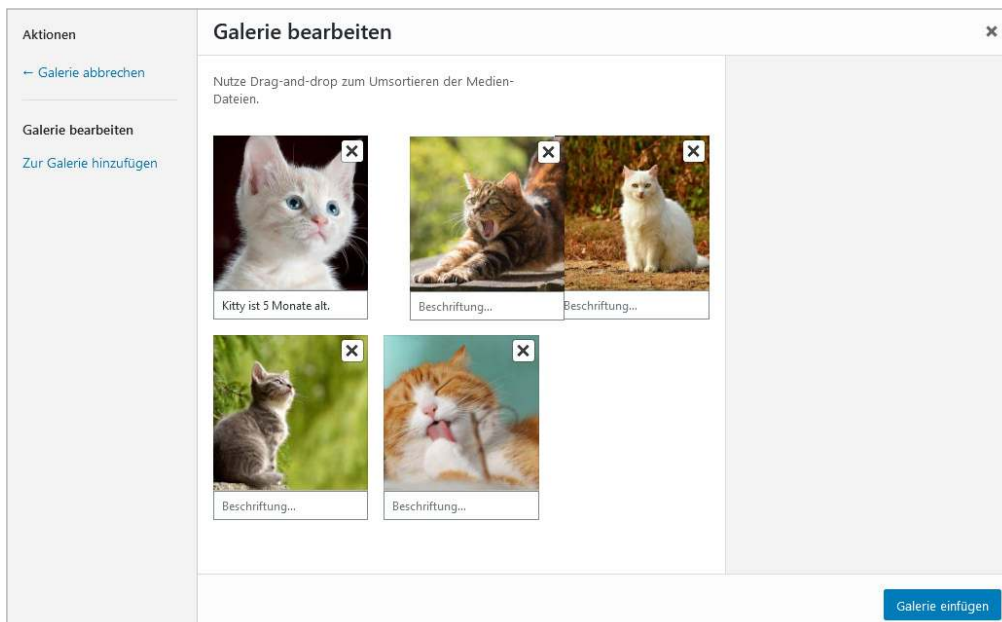 Aktionen
← Galerie abbrechen
Galerie bearbeiten
Zur Galerie hinzufügen
Galerie bearbeiten
Nutze Drag-and-drop zum Umsortieren der Medien-
Dateien.
Kitty ist 5 Monate alt.
Beschriftung...
Beschriftung...
Beschriftung...
Beschriftung...
Galerie einfügen